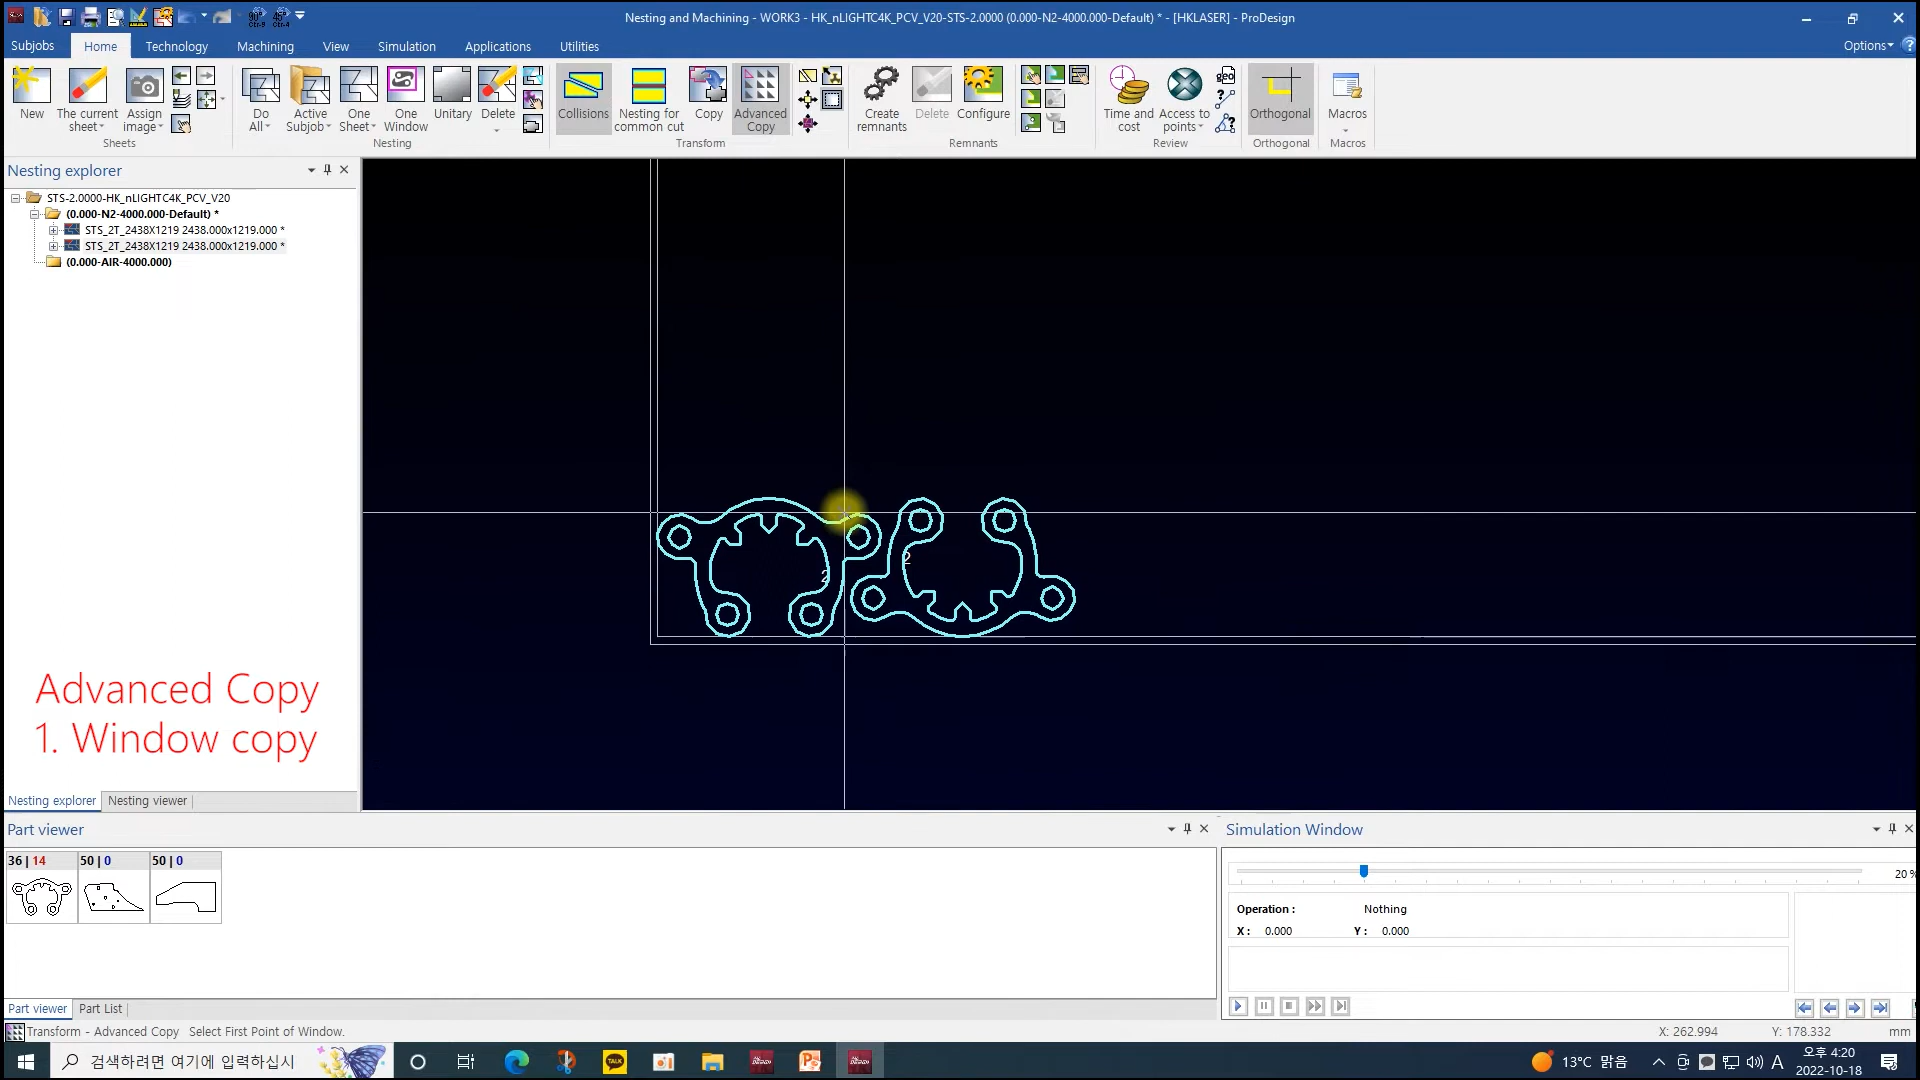 Nesting and Machining - WORK3 - HK_nLIGHTC4K_PCV_V20-STS-2.0000 (0.000-N2-4000.000-Default) * - [HKLASER] - ProDesign
Subjobs Home Technology Machining View Simulation Applications Utilities Options
New The current sheet Assign image Do All Active Subjob One Sheet One Window Unitary Delete Collisions Nesting for common cut Copy Advanced Copy Create remnants Delete Configure Time and cost Access to points Orthogonal Macros
Sheets Nesting Transform Remnants Review Orthogonal Macros
Nesting explorer
STS-2.0000-HK_nLIGHTC4K_PCV_V20
(0.000-N2-4000.000-Default) *
STS_2T_2438X1219 2438.000x1219.000 *
STS_2T_2438X1219 2438.000x1219.000 *
(0.000-AIR-4000.000)
2 2
Advanced Copy
1. Window copy
Nesting explorer Nesting viewer
Part viewer
36 | 14 50 | 0 50 | 0
Part viewer Part List
Simulation Window
20 %
Operation : Nothing
X : 0.000 Y : 0.000
Transform - Advanced Copy Select First Point of Window. X: 262.994 Y: 178.332 mm
검색하려면 여기에 입력하십시
TALK
13°C 맑음
A
오후 4:20
2022-10-18